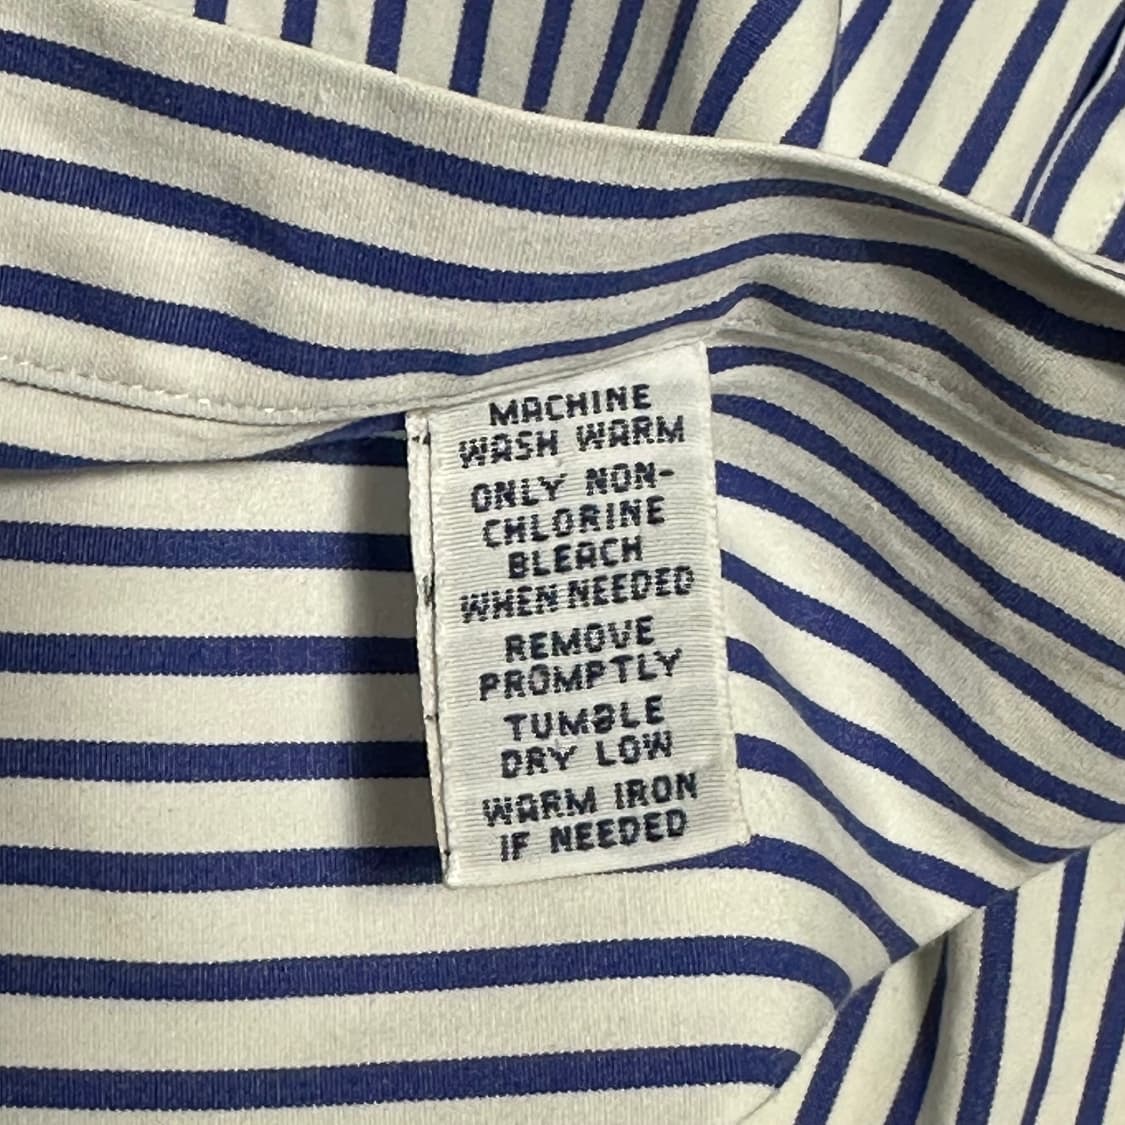 MACHINE
WASH WARM
ONLY NON-
CHLORINE
BLEACH
WHEN NEEDED
REMOVE
PROMPTLY
TUMBLE
DRY LOW
WARM IRON
IF NEEDED